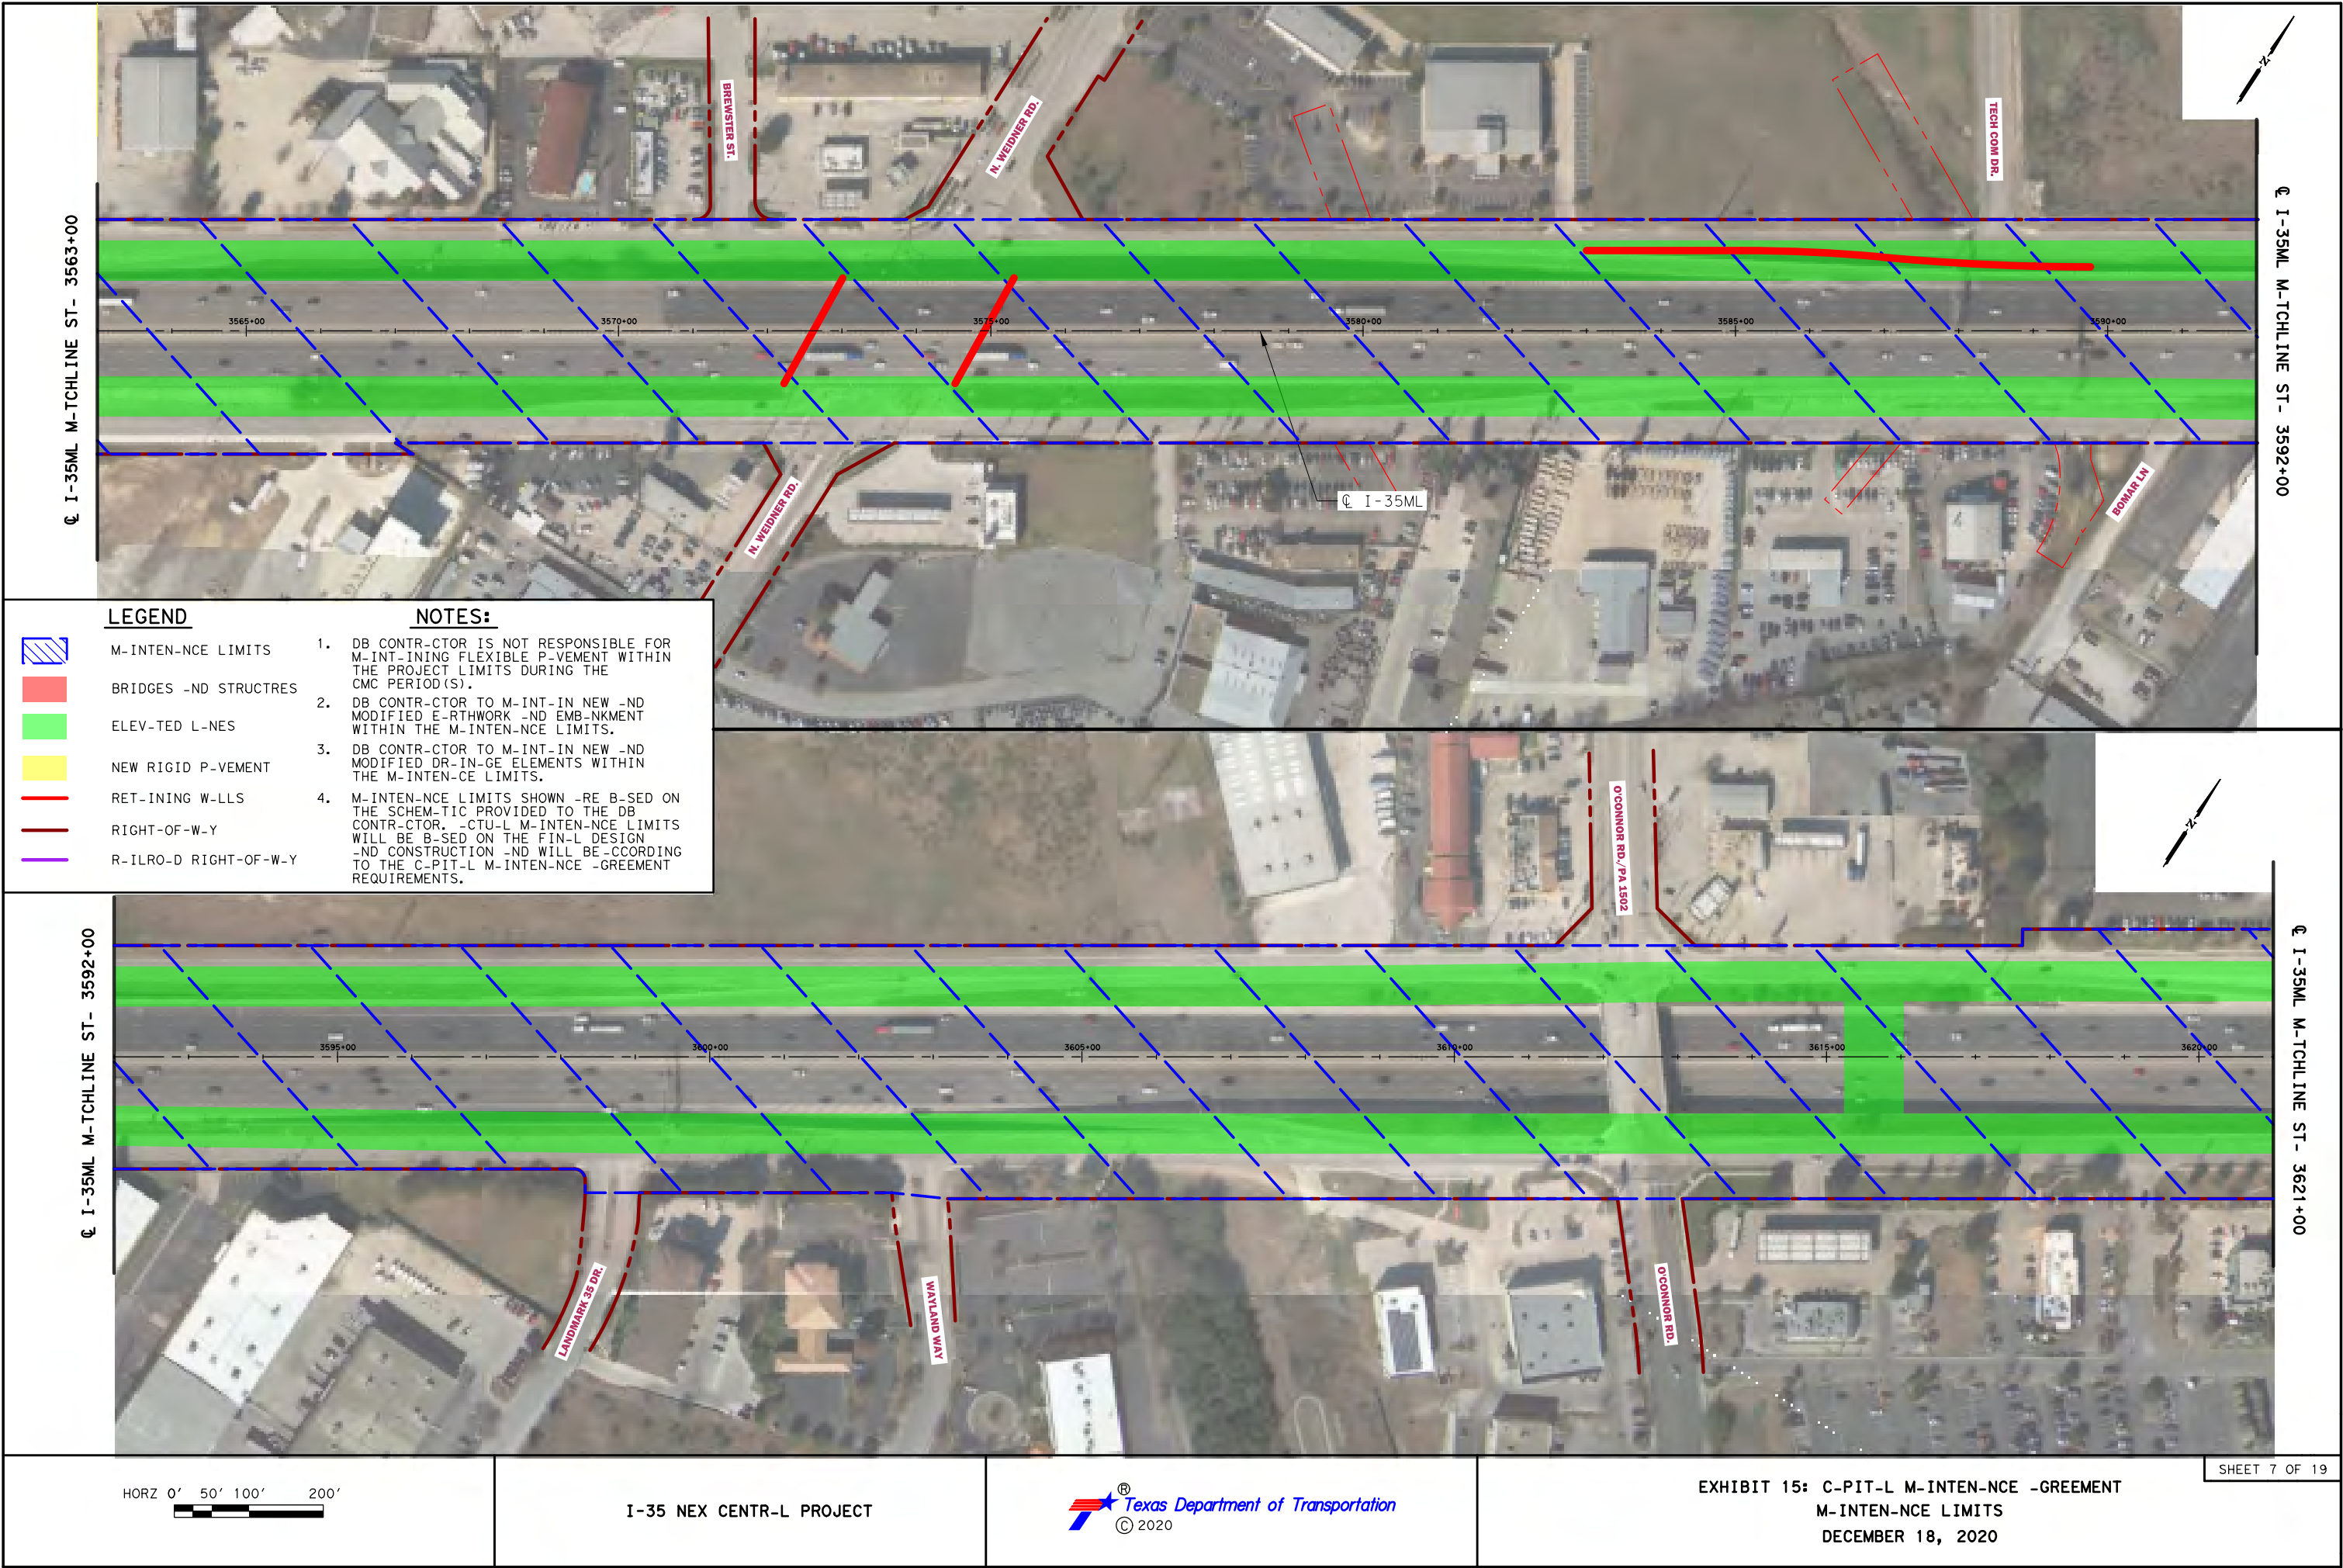 BREWSTER ST.
N. WEIDNER RD.
TECH COM DR.
-N-
℄ I-35ML M-TCHLINE ST- 3563+00
3565+00
3570+00
3575+00
3580+00
3585+00
3590+00
℄ I-35ML M-TCHLINE ST- 3592+00
℄ I-35ML
N. WEIDNER RD.
BOMAR LN
LEGEND
M-INTEN-NCE LIMITS
BRIDGES -ND STRUCTRES
ELEV-TED L-NES
NEW RIGID P-VEMENT
RET-INING W-LLS
RIGHT-OF-W-Y
R-ILRO-D RIGHT-OF-W-Y
NOTES:
1. DB CONTR-CTOR IS NOT RESPONSIBLE FOR
M-INT-INING FLEXIBLE P-VEMENT WITHIN
THE PROJECT LIMITS DURING THE
CMC PERIOD(S).
2. DB CONTR-CTOR TO M-INT-IN NEW -ND
MODIFIED E-RTHWORK -ND EMB-NKMENT
WITHIN THE M-INTEN-NCE LIMITS.
3. DB CONTR-CTOR TO M-INT-IN NEW -ND
MODIFIED DR-IN-GE ELEMENTS WITHIN
THE M-INTEN-CE LIMITS.
4. M-INTEN-NCE LIMITS SHOWN -RE B-SED ON
THE SCHEM-TIC PROVIDED TO THE DB
CONTR-CTOR. -CTU-L M-INTEN-NCE LIMITS
WILL BE B-SED ON THE FIN-L DESIGN
-ND CONSTRUCTION -ND WILL BE-CCORDING
TO THE C-PIT-L M-INTEN-NCE -GREEMENT
REQUIREMENTS.
O'CONNOR RD./PA 1502
-N-
℄ I-35ML M-TCHLINE ST- 3592+00
3595+00
3600+00
3605+00
3610+00
3615+00
3620+00
℄ I-35ML M-TCHLINE ST- 3621+00
LANDMARK 35 DR.
WAYLAND WAY
O'CONNOR RD.
HORZ 0' 50' 100' 200'
I-35 NEX CENTR-L PROJECT
®
Texas Department of Transportation
© 2020
SHEET 7 OF 19
EXHIBIT 15: C-PIT-L M-INTEN-NCE -GREEMENT
M-INTEN-NCE LIMITS
DECEMBER 18, 2020